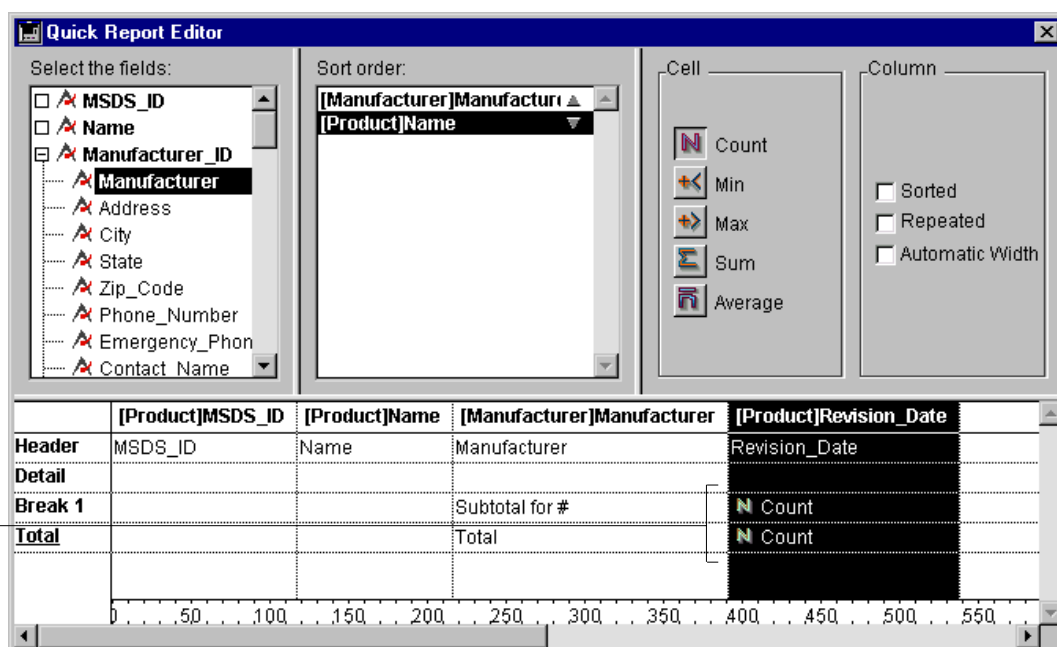 Quick Report Editor
Select the fields:
MSDS_ID
Name
Manufacturer_ID
Manufacturer
Address
City
State
Zip_Code
Phone_Number
Emergency_Phon
Contact_Name
Sort order:
[Manufacturer]Manufactur
[Product]Name
Cell
Count
Min
Max
Sum
Average
Column
Sorted
Repeated
Automatic Width
[Product]MSDS_ID [Product]Name [Manufacturer]Manufacturer [Product]Revision_Date
Header MSDS_ID Name Manufacturer Revision_Date
Detail
Break 1 Subtotal for # N Count
Total Total N Count
0 50 100 150 200 250 300 350 400 450 500 550